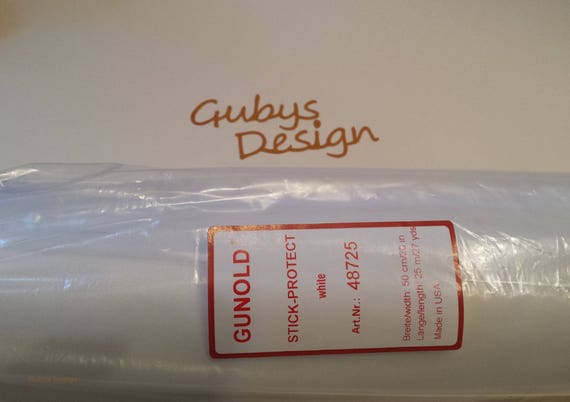 Gubys
Design
GUNOLD
STICK-PROTECT
white
Art.Nr.: 48725
Breite/width: 50 cm/20 in
Länge/length: 25 m/27 yds
Made in USA